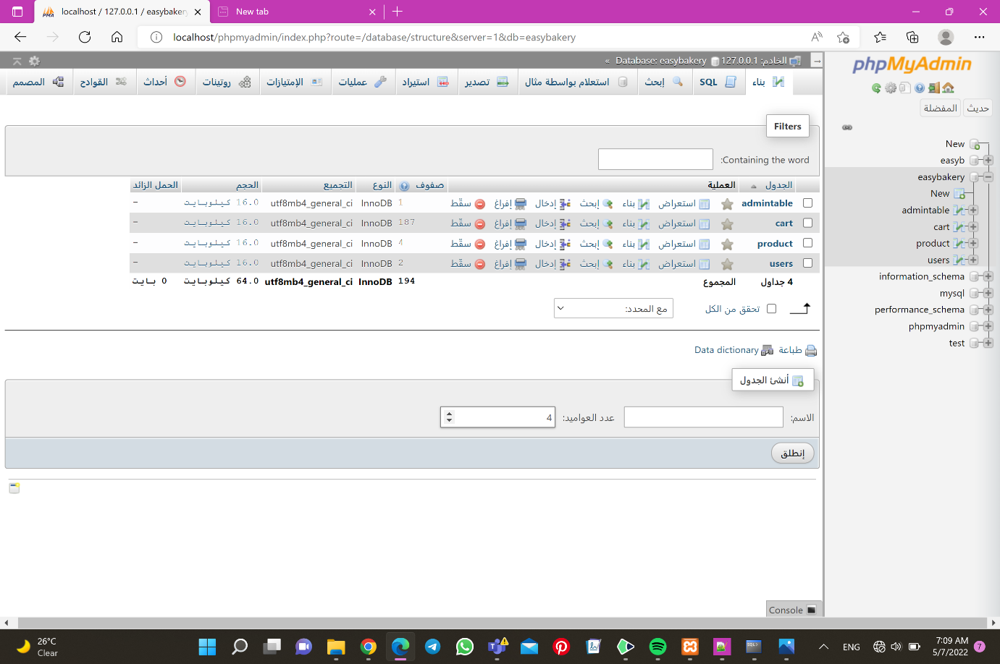 localhost / 127.0.0.1 / easybakery
New tab
localhost/phpmyadmin/index.php?route=/database/structure&server=1&db=easybakery
الخادم: 127.0.0.1 » Database: easybakery
بناء SQL إبحث استعلام بواسطة مثال تصدير استيراد عمليات الإمتيازات روتينات أحداث القوادح المصمم
Filters
Containing the word:
الجدول العملية صفوف النوع التجميع الحجم الحمل الزائد
admintable استعراض بناء إبحث إدخال إفراغ سقّط 1 InnoDB utf8mb4_general_ci 16.0 كيلوبايت -
cart استعراض بناء إبحث إدخال إفراغ سقّط 187 InnoDB utf8mb4_general_ci 16.0 كيلوبايت -
product استعراض بناء إبحث إدخال إفراغ سقّط 4 InnoDB utf8mb4_general_ci 16.0 كيلوبايت -
users استعراض بناء إبحث إدخال إفراغ سقّط 2 InnoDB utf8mb4_general_ci 16.0 كيلوبايت -
4 جداول المجموع 194 InnoDB utf8mb4_general_ci 64.0 كيلوبايت 0 بايت
تحقق من الكل مع المحدد:
طباعة Data dictionary
أنشئ الجدول
الاسم: عدد العواميد: 4
إنطلق
Console
phpMyAdmin
حديث المفضلة
New
easyb
easybakery
New
admintable
cart
product
users
information_schema
mysql
performance_schema
phpmyadmin
test
26°C
Clear
ENG
7:09 AM
5/7/2022
7